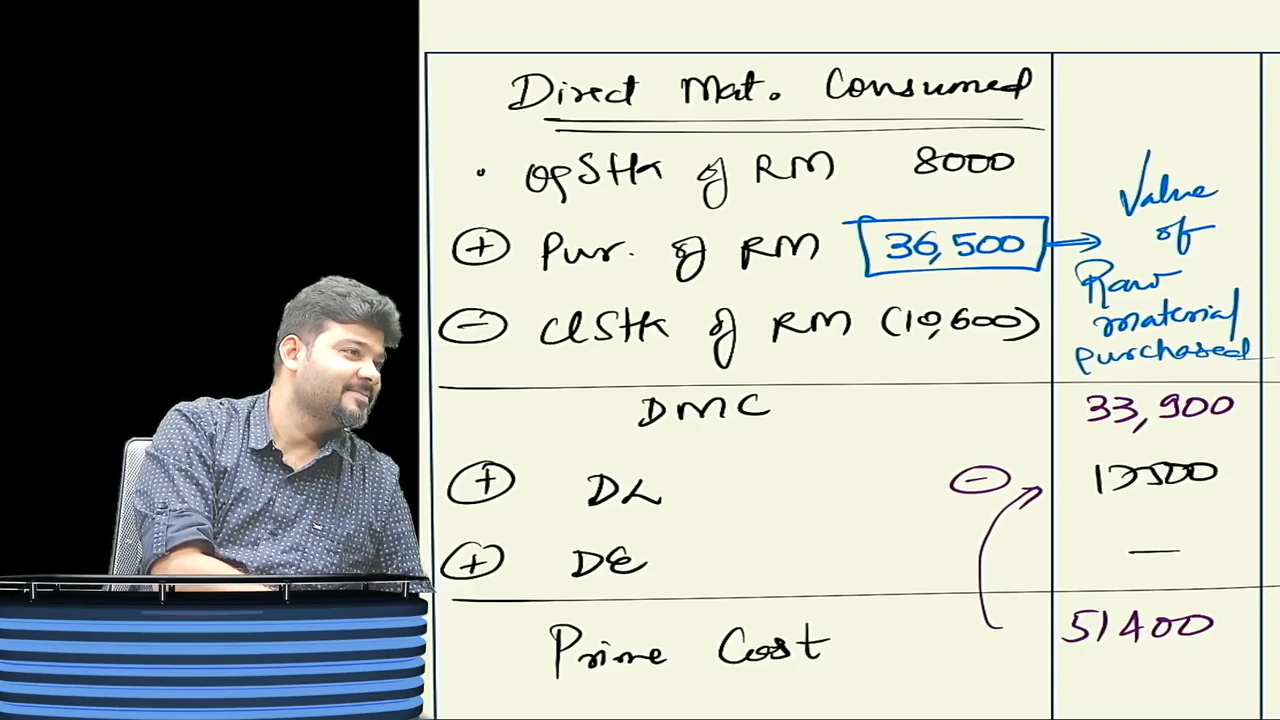 Direct Mat. Consumed
· OpStk of RM 8000
+ Pur. of RM 36,500 →
- ClStk of RM (10,600)
Value
of
Raw
material
purchased
DMC 33,900
+ DL - 17500
+ DE —
Prime Cost 51400